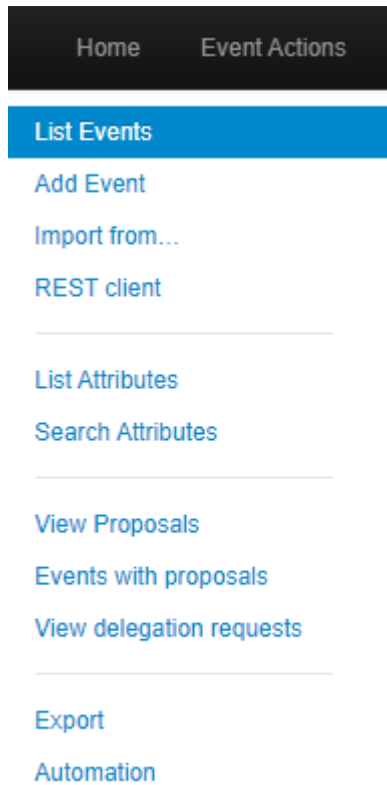 Home Event Actions
List Events
Add Event
Import from...
REST client
List Attributes
Search Attributes
View Proposals
Events with proposals
View delegation requests
Export
Automation